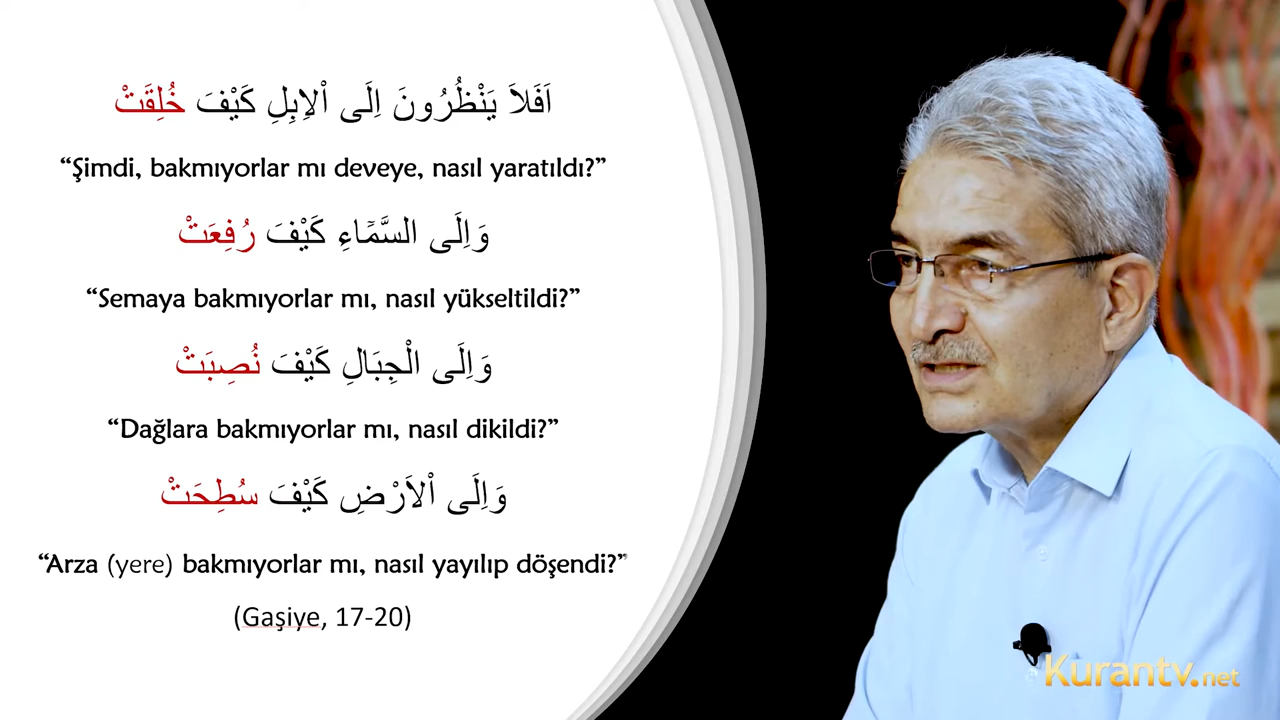 اَفَلاَ يَنْظُرُونَ اِلَى اْلاِبِلِ كَيْفَ خُلِقَتْ
“Şimdi, bakmıyorlar mı deveye, nasıl yaratıldı?”
وَاِلَى السَّمَٓاءِ كَيْفَ رُفِعَتْ
“Semaya bakmıyorlar mı, nasıl yükseltildi?”
وَاِلَى الْجِبَالِ كَيْفَ نُصِبَتْ
“Dağlara bakmıyorlar mı, nasıl dikildi?”
وَاِلَى اْلاَرْضِ كَيْفَ سُطِحَتْ
“Arza (yere) bakmıyorlar mı, nasıl yayılıp döşendi?”
(Gaşiye, 17-20)
Kurantv.net